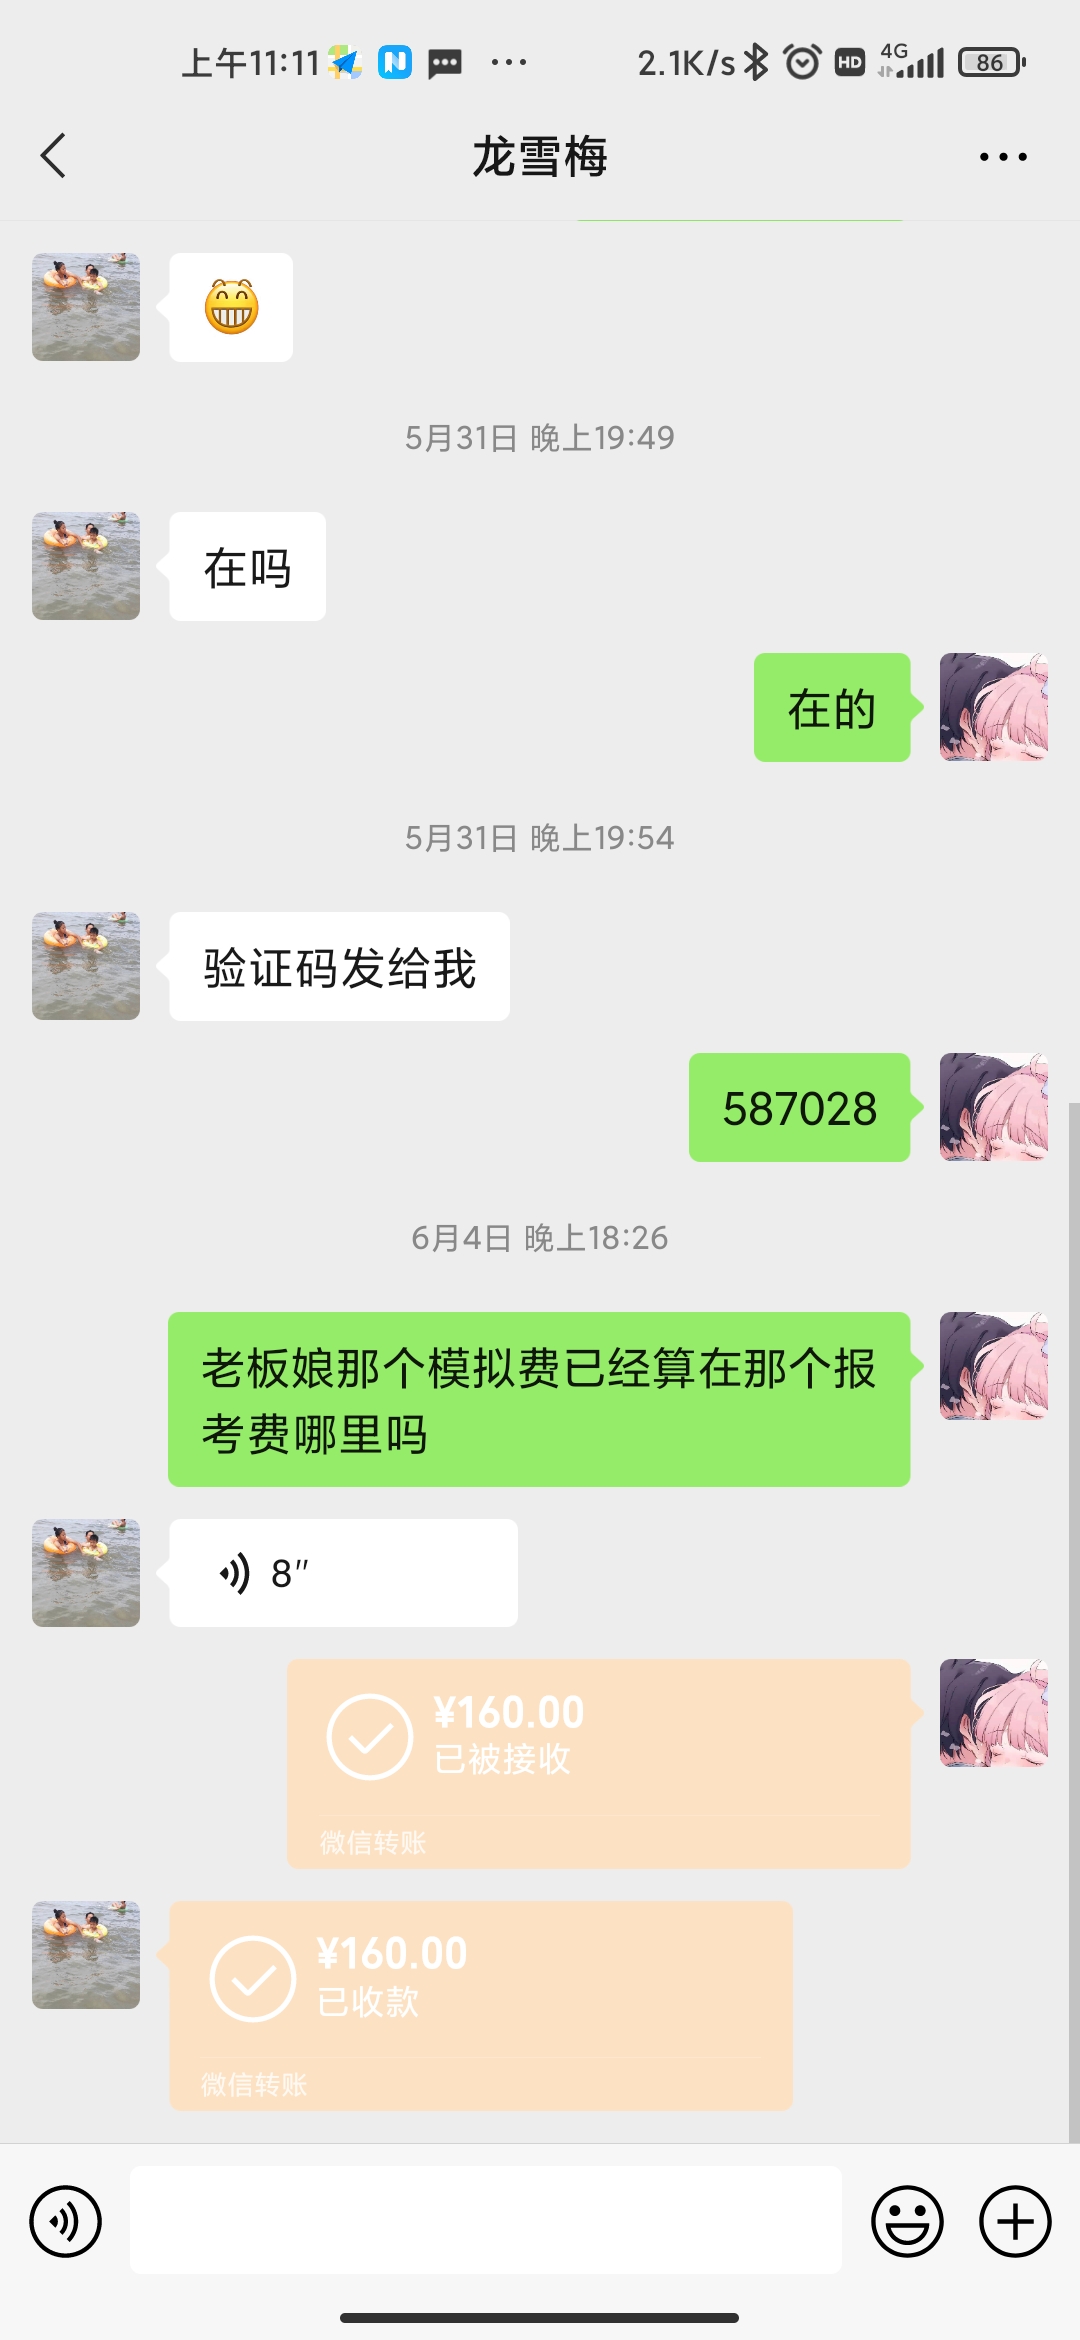 上午11:11
2.1K/s
HD
4G
86
龙雪梅
5月31日 晚上19:49
在吗
在的
5月31日 晚上19:54
验证码发给我
587028
6月4日 晚上18:26
老板娘那个模拟费已经算在那个报
考费哪里吗
8"
¥160.00
已被接收
微信转账
¥160.00
已收款
微信转账